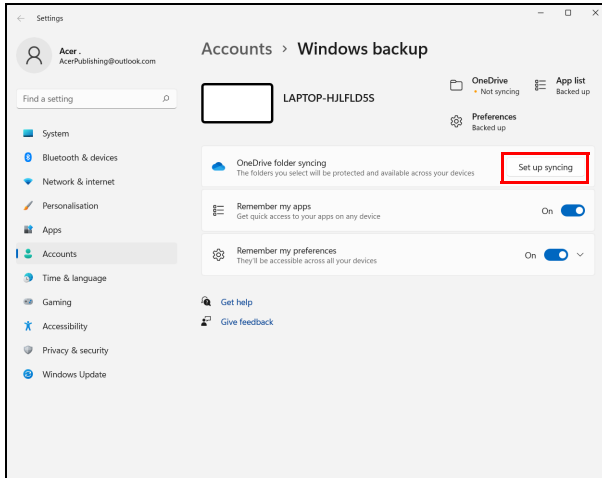 Settings
Acer .
AcerPublishing@outlook.com
Find a setting
System
Bluetooth & devices
Network & internet
Personalisation
Apps
Accounts
Time & language
Gaming
Accessibility
Privacy & security
Windows Update
Accounts > Windows backup
LAPTOP-HJLFLD5S
OneDrive
• Not syncing
App list
Backed up
Preferences
Backed up
OneDrive folder syncing
The folders you select will be protected and available across your devices
Set up syncing
Remember my apps
Get quick access to your apps on any device
On
Remember my preferences
They'll be accessible across all your devices
On
Get help
Give feedback